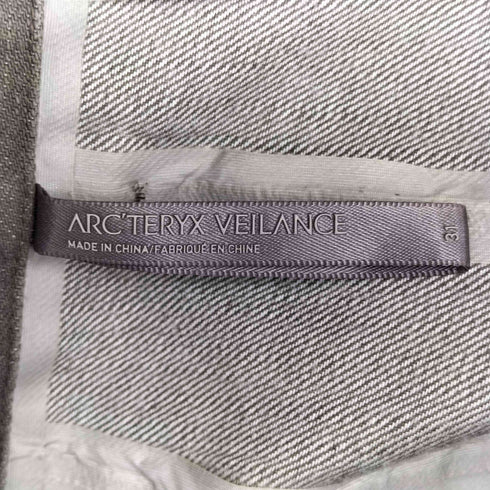 ARC'TERYX VEILANCE
MADE IN CHINA/FABRIQUÉ EN CHINE
31